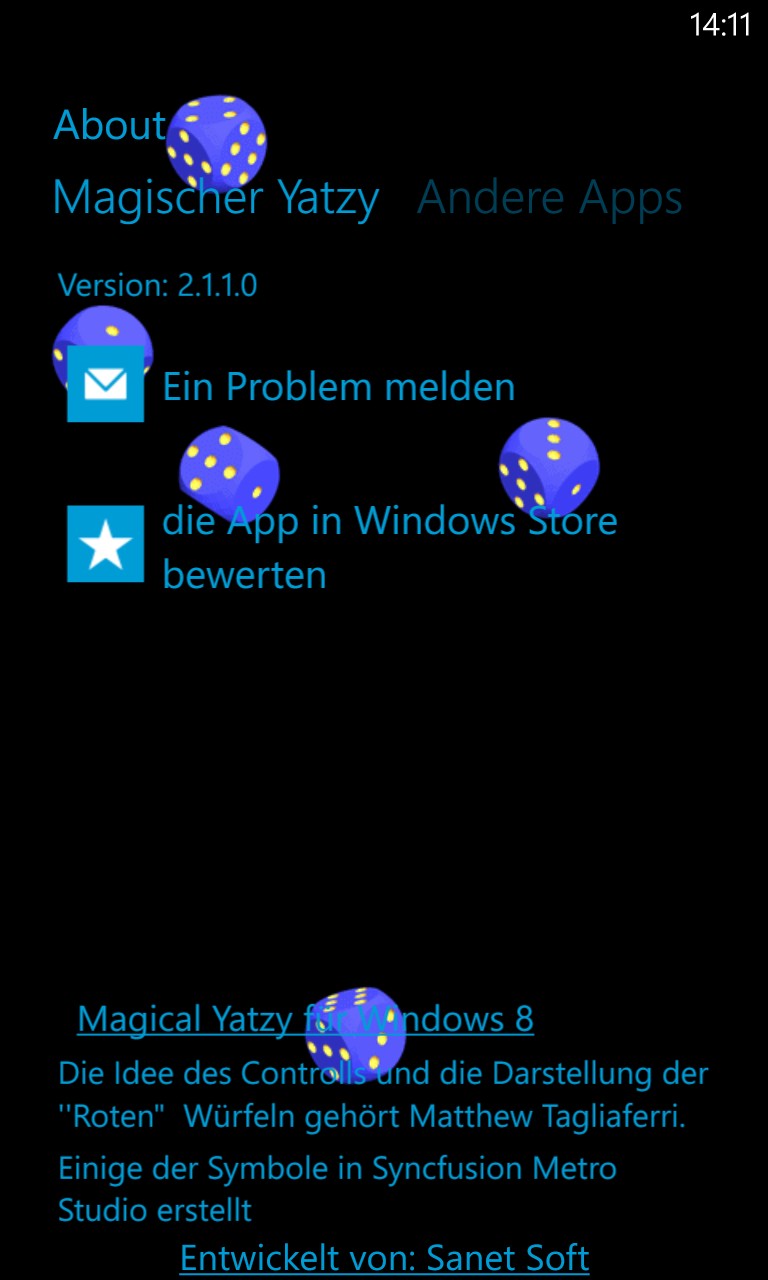 14:11
About
Magischer Yatzy Andere Apps
Version: 2.1.1.0
Ein Problem melden
die App in Windows Store
bewerten
Magical Yatzy für Windows 8
Die Idee des Controlls und die Darstellung der
''Roten"  Würfeln gehört Matthew Tagliaferri.
Einige der Symbole in Syncfusion Metro
Studio erstellt
Entwickelt von: Sanet Soft